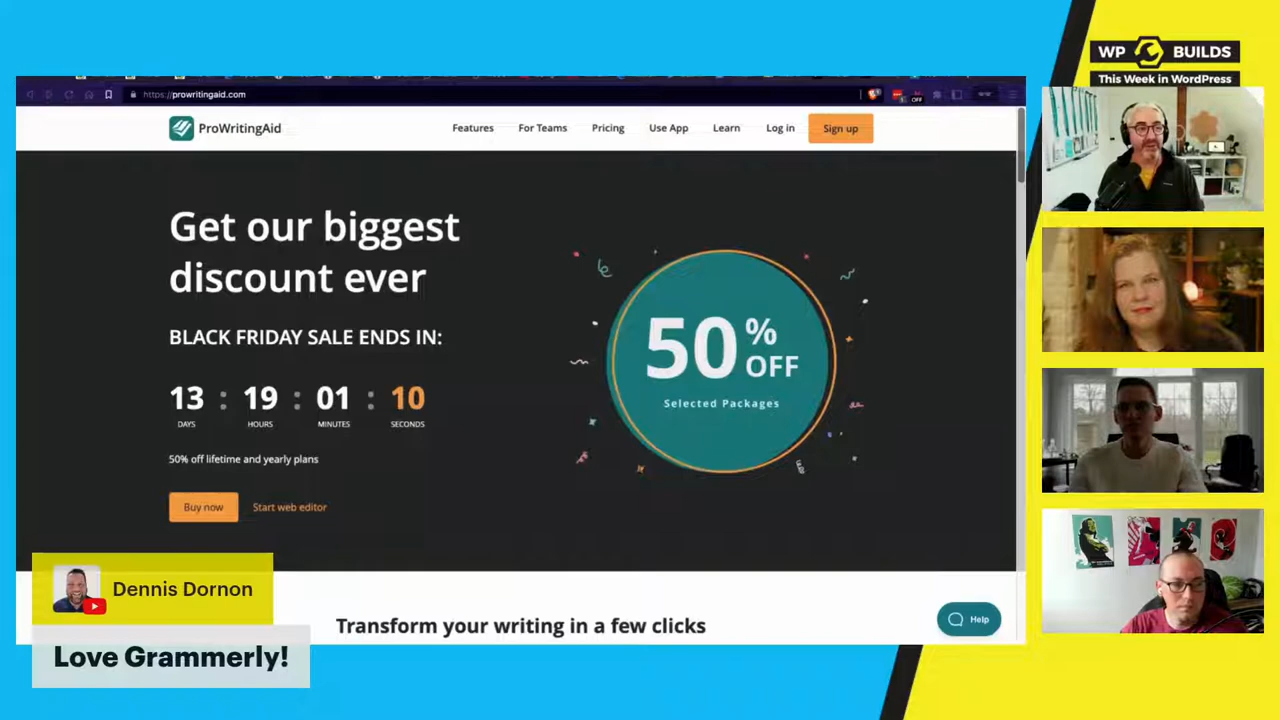 WP BUILDS
This Week in WordPress
https://prowritingaid.com
OFF
ProWritingAid
Features
For Teams
Pricing
Use App
Learn
Log in
Sign up
Get our biggest
discount ever
BLACK FRIDAY SALE ENDS IN:
13 : 19 : 01 : 10
DAYS HOURS MINUTES SECONDS
50% off lifetime and yearly plans
Buy now
Start web editor
50% OFF
Selected Packages
Transform your writing in a few clicks
Help
Dennis Dornon
Love Grammerly!